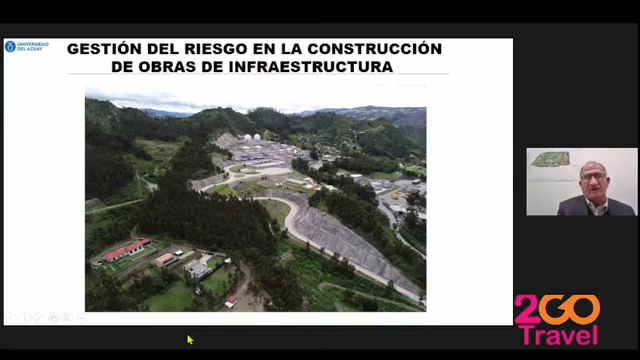 UNIVERSIDAD
DEL AZUAY
GESTIÓN DEL RIESGO EN LA CONSTRUCCIÓN
DE OBRAS DE INFRAESTRUCTURA
2GO
Travel